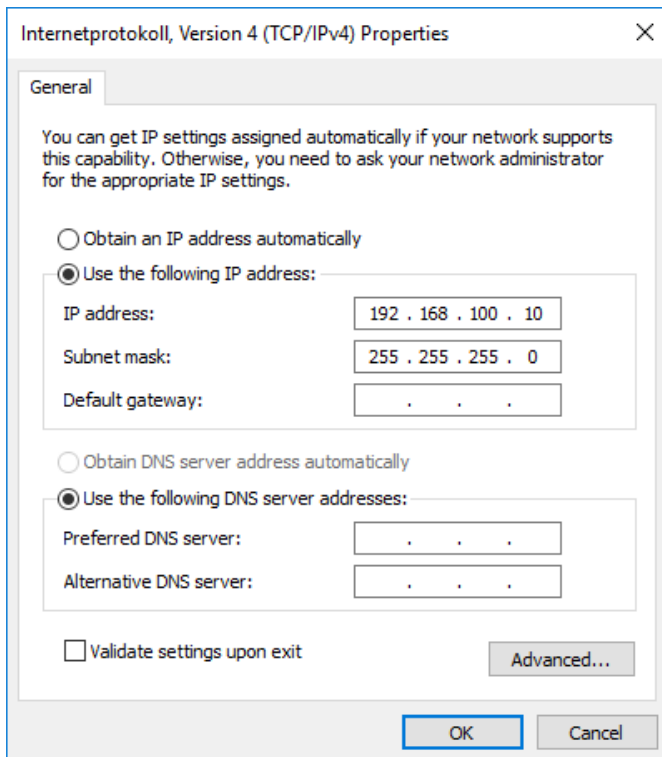 Internetprotokoll, Version 4 (TCP/IPv4) Properties
General
You can get IP settings assigned automatically if your network supports
this capability. Otherwise, you need to ask your network administrator
for the appropriate IP settings.
Obtain an IP address automatically
Use the following IP address:
IP address: 192 . 168 . 100 . 10
Subnet mask: 255 . 255 . 255 . 0
Default gateway: . . .
Obtain DNS server address automatically
Use the following DNS server addresses:
Preferred DNS server: . . .
Alternative DNS server: . . .
Validate settings upon exit
Advanced...
OK Cancel